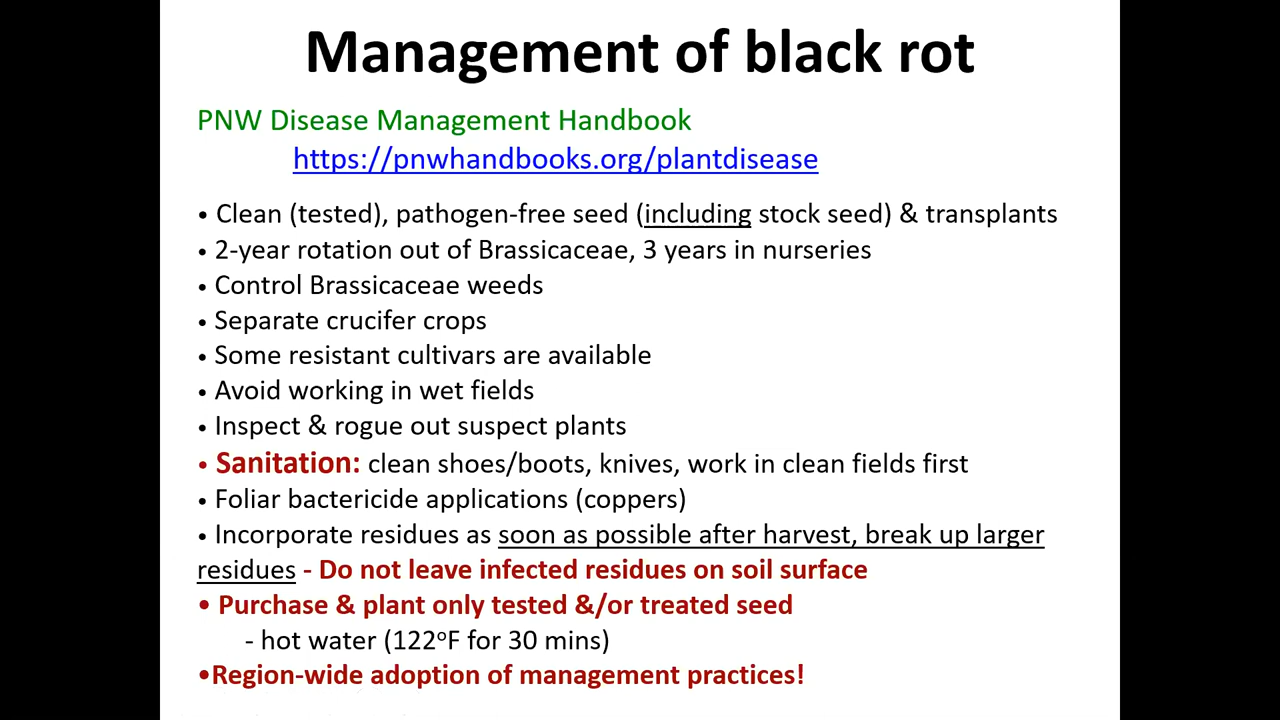 Management of black rot
PNW Disease Management Handbook
https://pnwhandbooks.org/plantdisease
• Clean (tested), pathogen-free seed (including stock seed) & transplants
• 2-year rotation out of Brassicaceae, 3 years in nurseries
• Control Brassicaceae weeds
• Separate crucifer crops
• Some resistant cultivars are available
• Avoid working in wet fields
• Inspect & rogue out suspect plants
• Sanitation: clean shoes/boots, knives, work in clean fields first
• Foliar bactericide applications (coppers)
• Incorporate residues as soon as possible after harvest, break up larger
residues - Do not leave infected residues on soil surface
• Purchase & plant only tested &/or treated seed
- hot water (122ºF for 30 mins)
•Region-wide adoption of management practices!